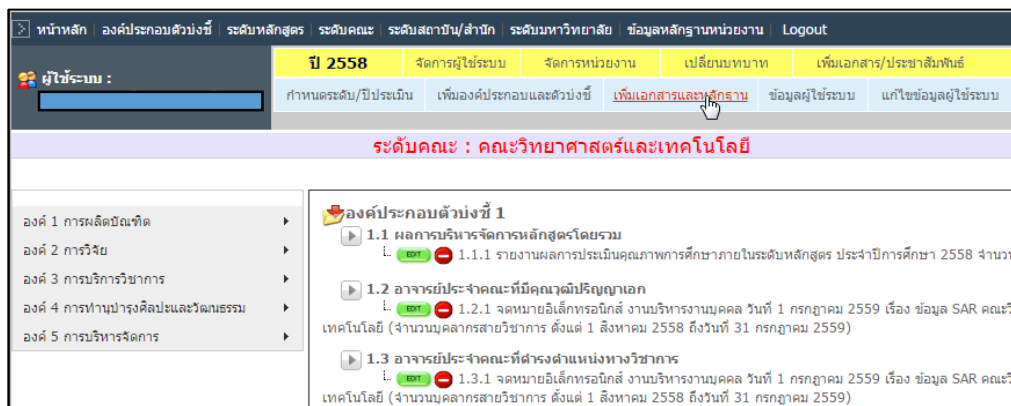 หน้าหลัก องค์ประกอบตัวบ่งชี้ ระดับหลักสูตร ระดับคณะ ระดับสถาบัน/สำนัก ระดับมหาวิทยาลัย ข้อมูลหลักฐานหน่วยงาน Logout
ผู้ใช้ระบบ :
ปี 2558 จัดการผู้ใช้ระบบ จัดการหน่วยงาน เปลี่ยนบทบาท เพิ่มเอกสาร/ประชาสัมพันธ์
กำหนดระดับ/ปีประเมิน เพิ่มองค์ประกอบและตัวบ่งชี้ เพิ่มเอกสารและหลักฐาน ข้อมูลผู้ใช้ระบบ แก้ไขข้อมูลผู้ใช้ระบบ
ระดับคณะ : คณะวิทยาศาสตร์และเทคโนโลยี
องค์ 1 การผลิตบัณฑิต
องค์ 2 การวิจัย
องค์ 3 การบริการวิชาการ
องค์ 4 การทำนุบำรุงศิลปะและวัฒนธรรม
องค์ 5 การบริหารจัดการ
องค์ประกอบตัวบ่งชี้ 1
1.1 ผลการบริหารจัดการหลักสูตรโดยรวม
EDIT 1.1.1 รายงานผลการประเมินคุณภาพการศึกษาภายในระดับหลักสูตร ประจำปีการศึกษา 2558 จำนวน
1.2 อาจารย์ประจำคณะที่มีคุณวุฒิปริญญาเอก
EDIT 1.2.1 จดหมายอิเล็กทรอนิกส์ งานบริหารงานบุคคล วันที่ 1 กรกฎาคม 2559 เรื่อง ข้อมูล SAR คณะวิ
เทคโนโลยี (จำนวนบุคลากรสายวิชาการ ตั้งแต่ 1 สิงหาคม 2558 ถึงวันที่ 31 กรกฎาคม 2559)
1.3 อาจารย์ประจำคณะที่ดำรงตำแหน่งทางวิชาการ
EDIT 1.3.1 จดหมายอิเล็กทรอนิกส์ งานบริหารงานบุคคล วันที่ 1 กรกฎาคม 2559 เรื่อง ข้อมูล SAR คณะวิ
เทคโนโลยี (จำนวนบุคลากรสายวิชาการ ตั้งแต่ 1 สิงหาคม 2558 ถึงวันที่ 31 กรกฎาคม 2559)